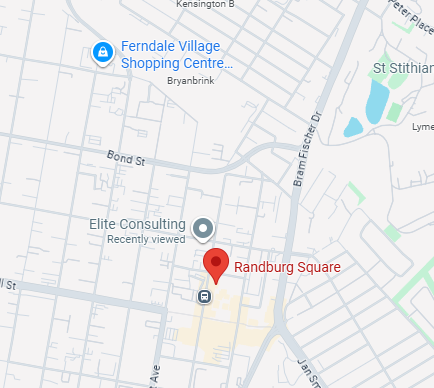 Kensington B
Peter Place
Ferndale Village
Shopping Centre...
Bryanbrink
St Stithian
Lyme
Bram Fischer Dr
Bond St
Elite Consulting
Recently viewed
Randburg Square
ll St
Ave
Jan Sm